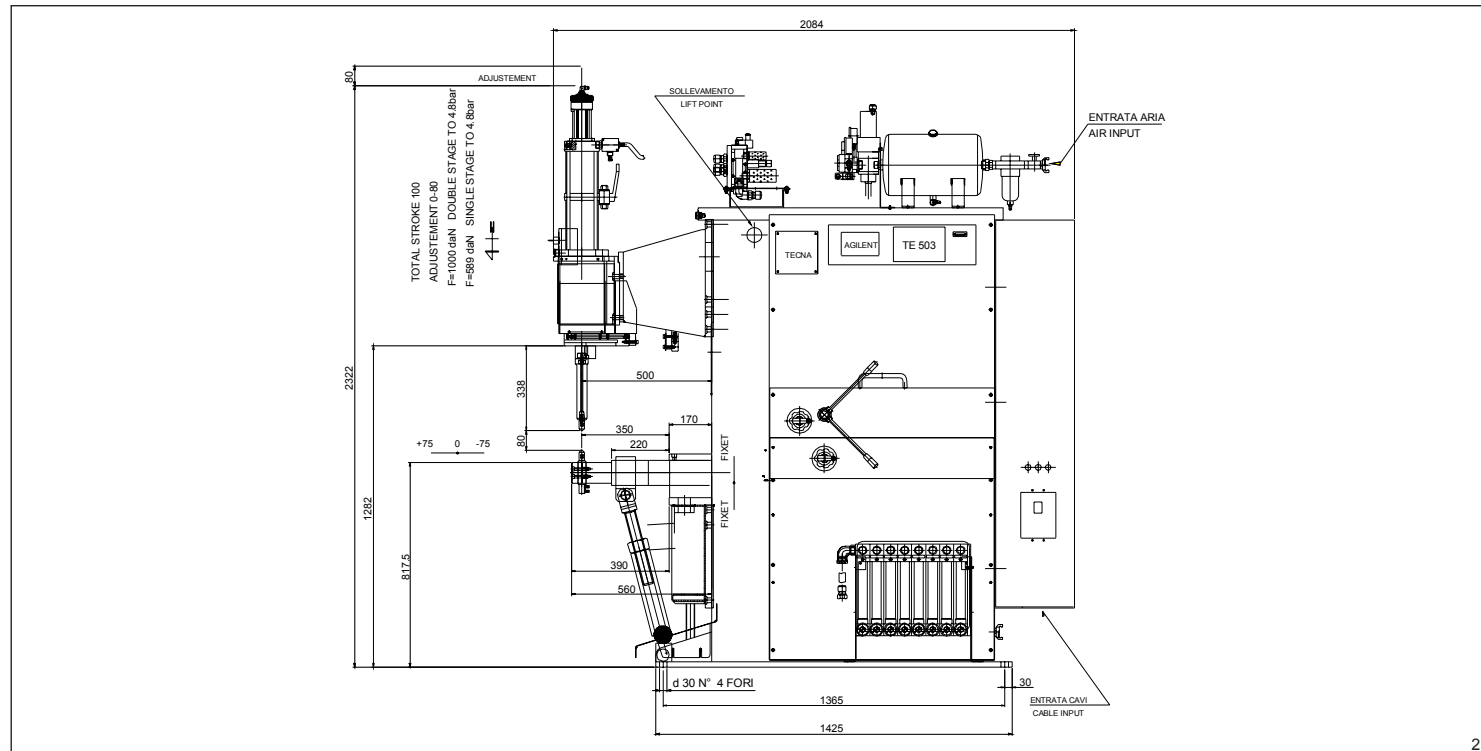 2084
80
ADJUSTEMENT
SOLLEVAMENTO
LIFT POINT
ENTRATA ARIA
AIR INPUT
TOTAL STROKE 100
ADJUSTEMENT 0-80
F=1000 daN DOUBLE STAGE TO 4.8bar
F=589 daN SINGLE STAGE TO 4.8bar
TECNA
AGILENT
TE 503
2322
338
500
170
350
80
220
+75 0 -75
FIXET
FIXET
1282
817.5
390
560
d 30 N° 4 FORI
30
1365
1425
ENTRATA CAVI
CABLE INPUT
2